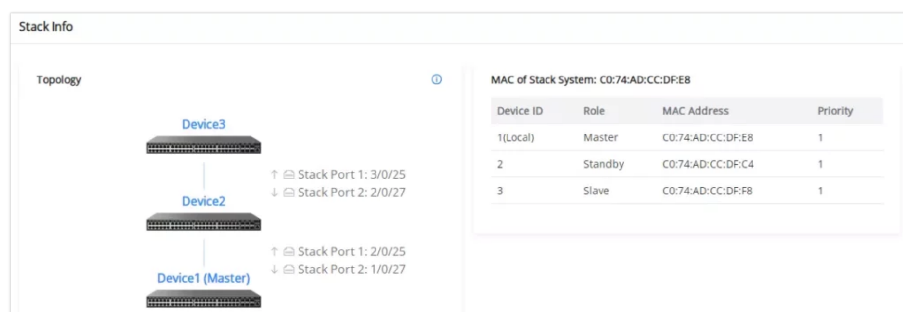 Stack Info
Topology
Device3
Stack Port 1: 3/0/25
Stack Port 2: 2/0/27
Device2
Stack Port 1: 2/0/25
Stack Port 2: 1/0/27
Device1 (Master)
MAC of Stack System: C0:74:AD:CC:DF:E8
Device ID Role MAC Address Priority
1(Local) Master C0:74:AD:CC:DF:E8 1
2 Standby C0:74:AD:CC:DF:C4 1
3 Slave C0:74:AD:CC:DF:F8 1